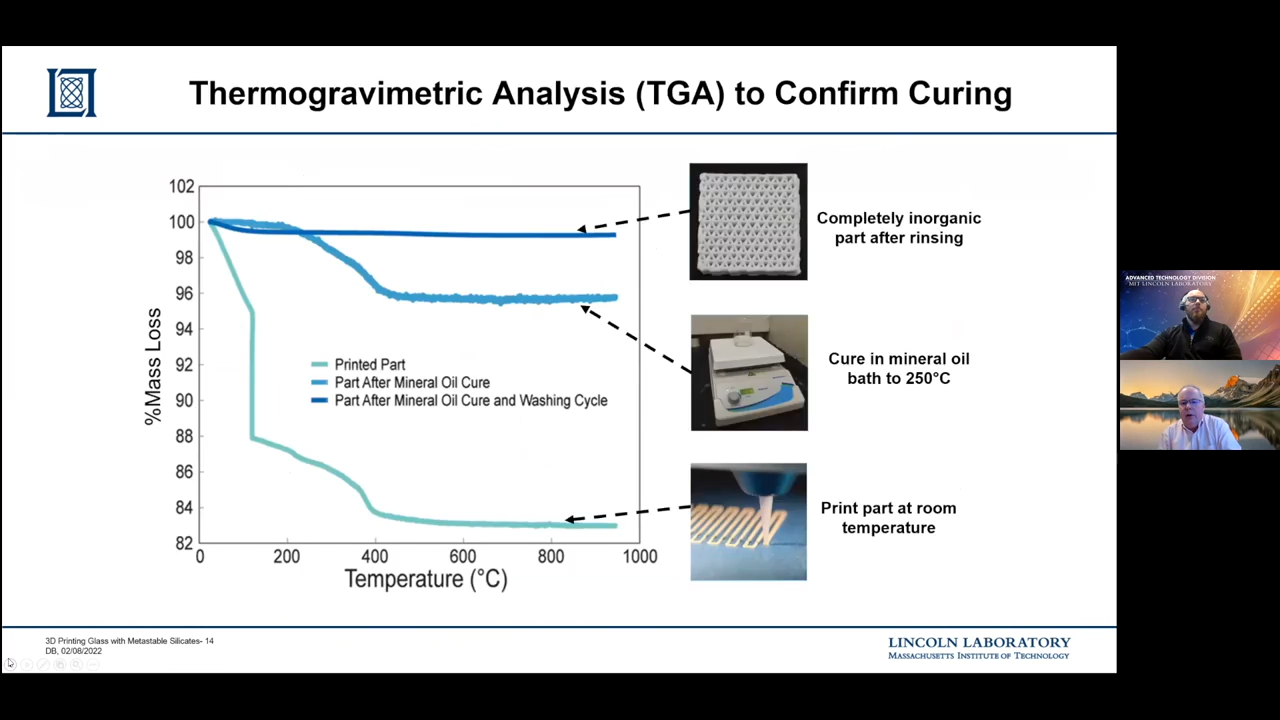 Thermogravimetric Analysis (TGA) to Confirm Curing
102
100
98
96
94
92
90
88
86
84
82
%Mass Loss
Printed Part
Part After Mineral Oil Cure
Part After Mineral Oil Cure and Washing Cycle
0
200
400
600
800
1000
Temperature (°C)
Completely inorganic
part after rinsing
Cure in mineral oil
bath to 250°C
Print part at room
temperature
ADVANCED TECHNOLOGY DIVISION
MIT LINCOLN LABORATORY
3D Printing Glass with Metastable Silicates- 14
DB, 02/08/2022
LINCOLN LABORATORY
MASSACHUSETTS INSTITUTE OF TECHNOLOGY